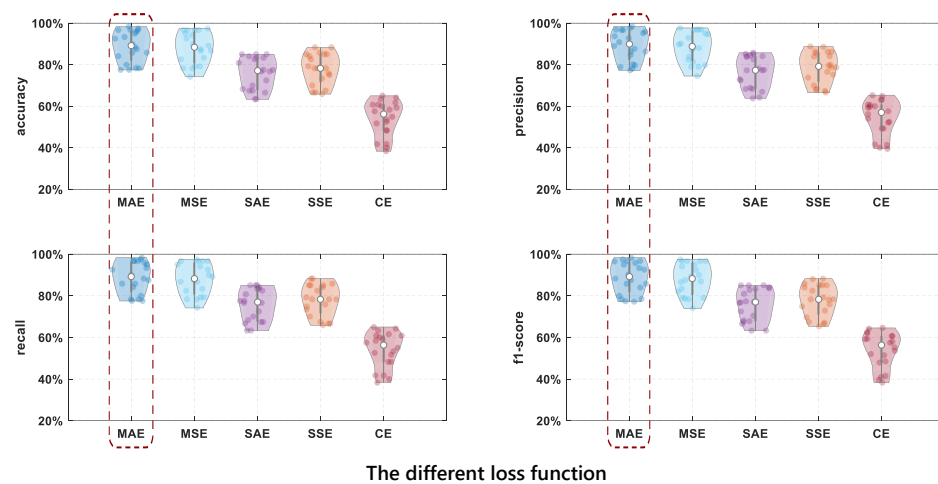 accuracy
100%
80%
60%
40%
20%
MAE MSE SAE SSE CE
precision
100%
80%
60%
40%
20%
MAE MSE SAE SSE CE
recall
100%
80%
60%
40%
20%
MAE MSE SAE SSE CE
f1-score
100%
80%
60%
40%
20%
MAE MSE SAE SSE CE
The different loss function